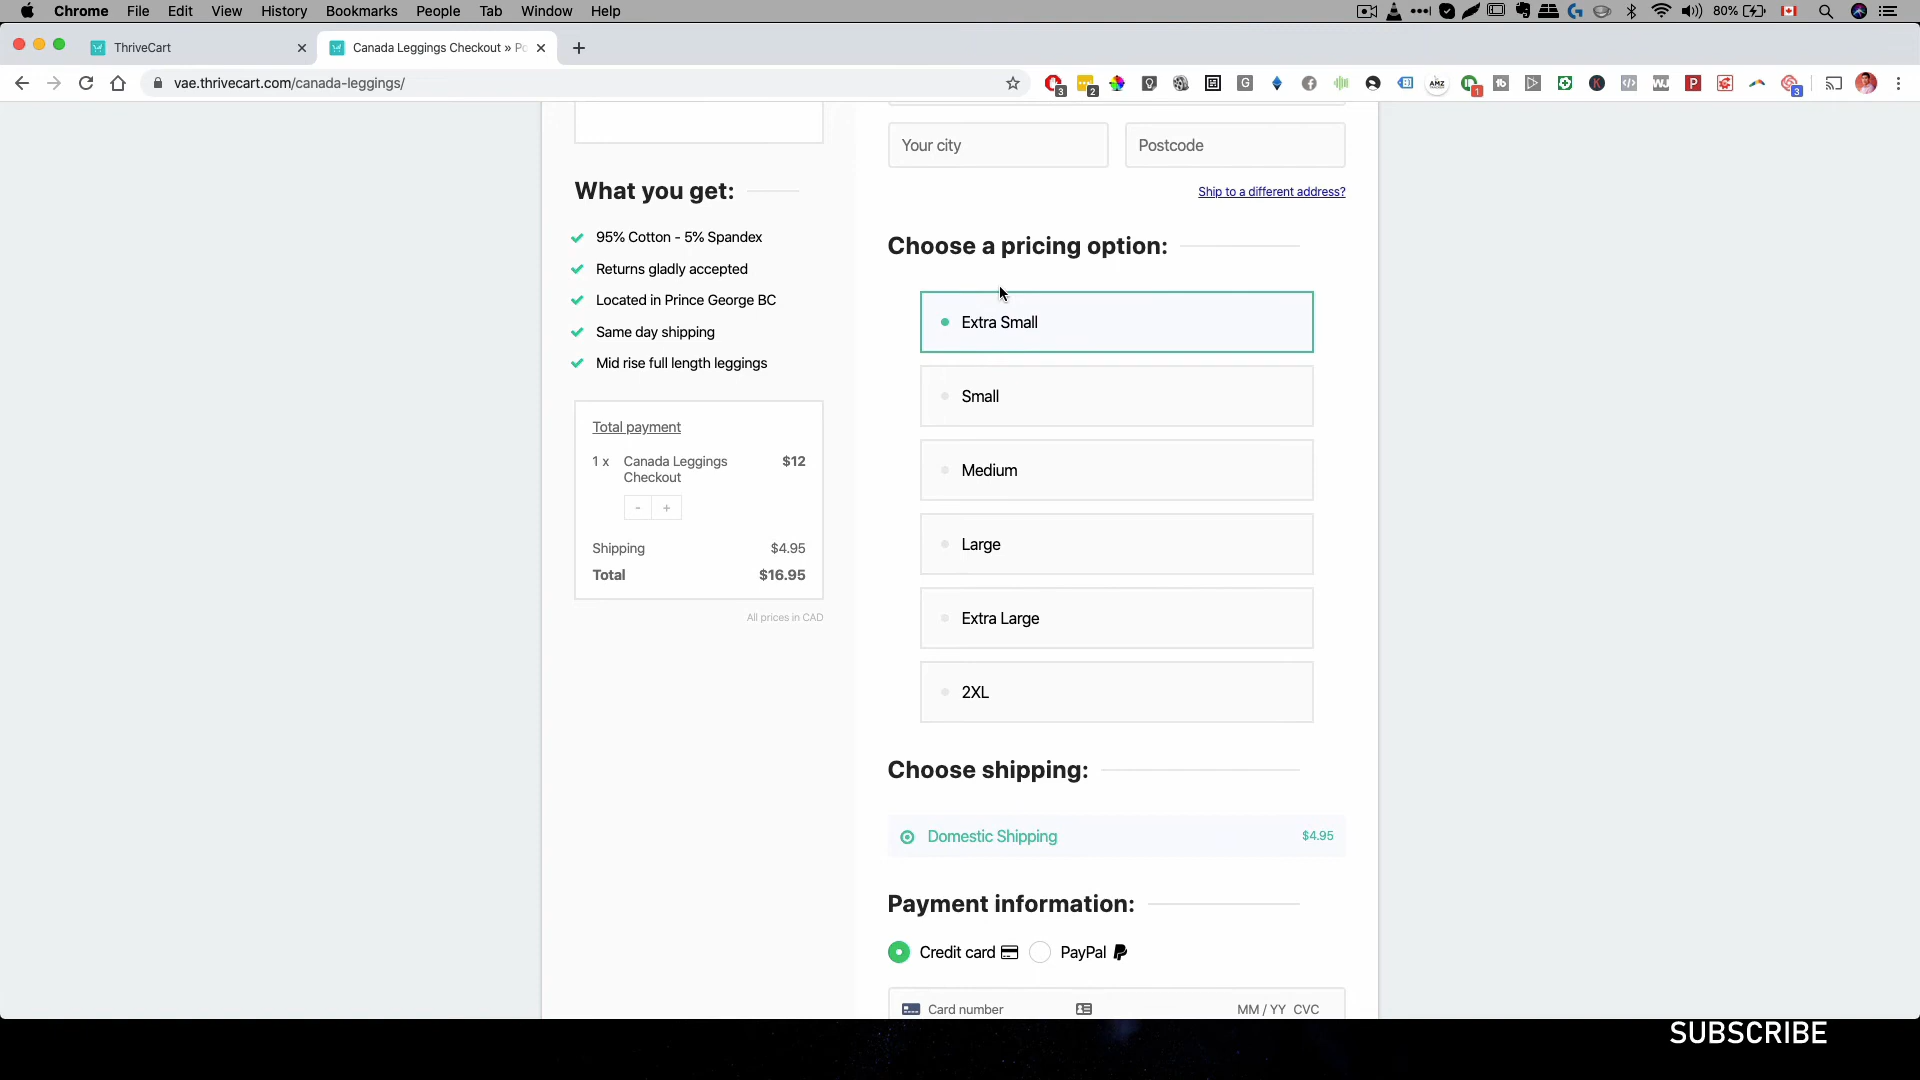 Chrome File Edit View History Bookmarks People Tab Window Help 80%
ThriveCart
Canada Leggings Checkout » Po
vae.thrivecart.com/canada-leggings/
Your city
Postcode
Ship to a different address?
What you get:
95% Cotton - 5% Spandex
Returns gladly accepted
Located in Prince George BC
Same day shipping
Mid rise full length leggings
Total payment
1 x Canada Leggings $12
Checkout
- +
Shipping $4.95
Total $16.95
All prices in CAD
Choose a pricing option:
Extra Small
Small
Medium
Large
Extra Large
2XL
Choose shipping:
Domestic Shipping $4.95
Payment information:
Credit card PayPal
Card number MM / YY CVC
SUBSCRIBE